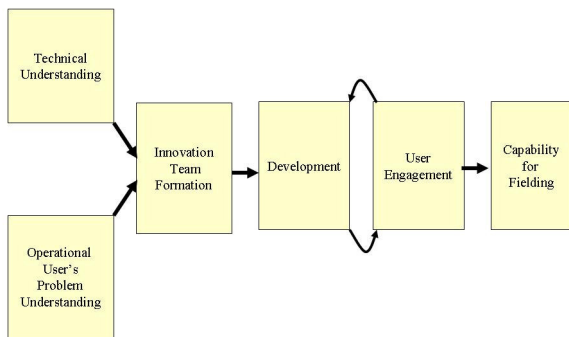 Technical
Understanding
Operational
User's
Problem
Understanding
Innovation
Team
Formation
Development
User
Engagement
Capability
for
Fielding